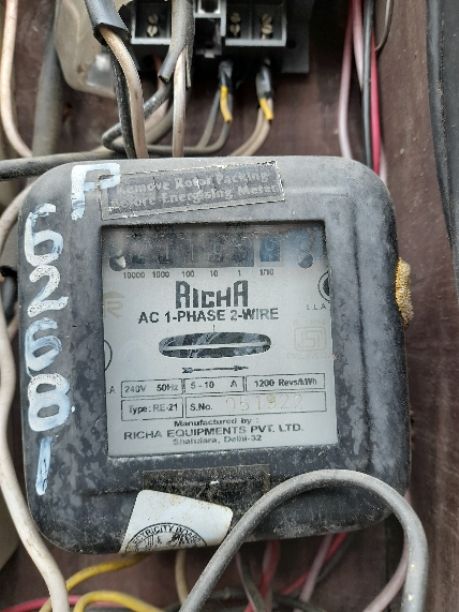 Remove Rotor Packing
Before Energising Meter
P
62681
10000 1000 100 10 1 1/10
RICHA
AC 1-PHASE 2-WIRE
240V 50Hz 5-10 A 1200 Revs/kWh
Type: RE-21 S.No.
Manufactured by:
RICHA EQUIPMENTS PVT. LTD.
Shahdara, Delhi-32